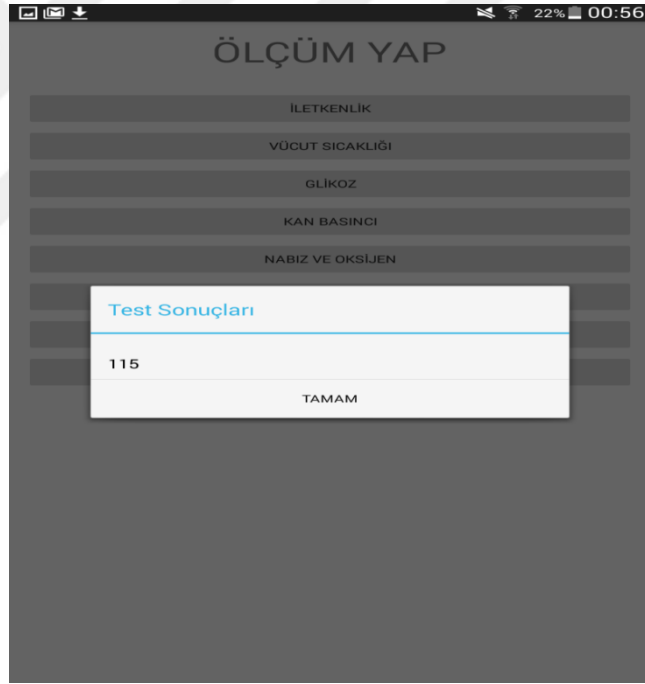 22% 00:56
ÖLÇÜM YAP
İLETKENLİK
VÜCUT SICAKLIĞI
GLİKOZ
KAN BASINCI
NABIZ VE OKSİJEN
Test Sonuçları
115
TAMAM